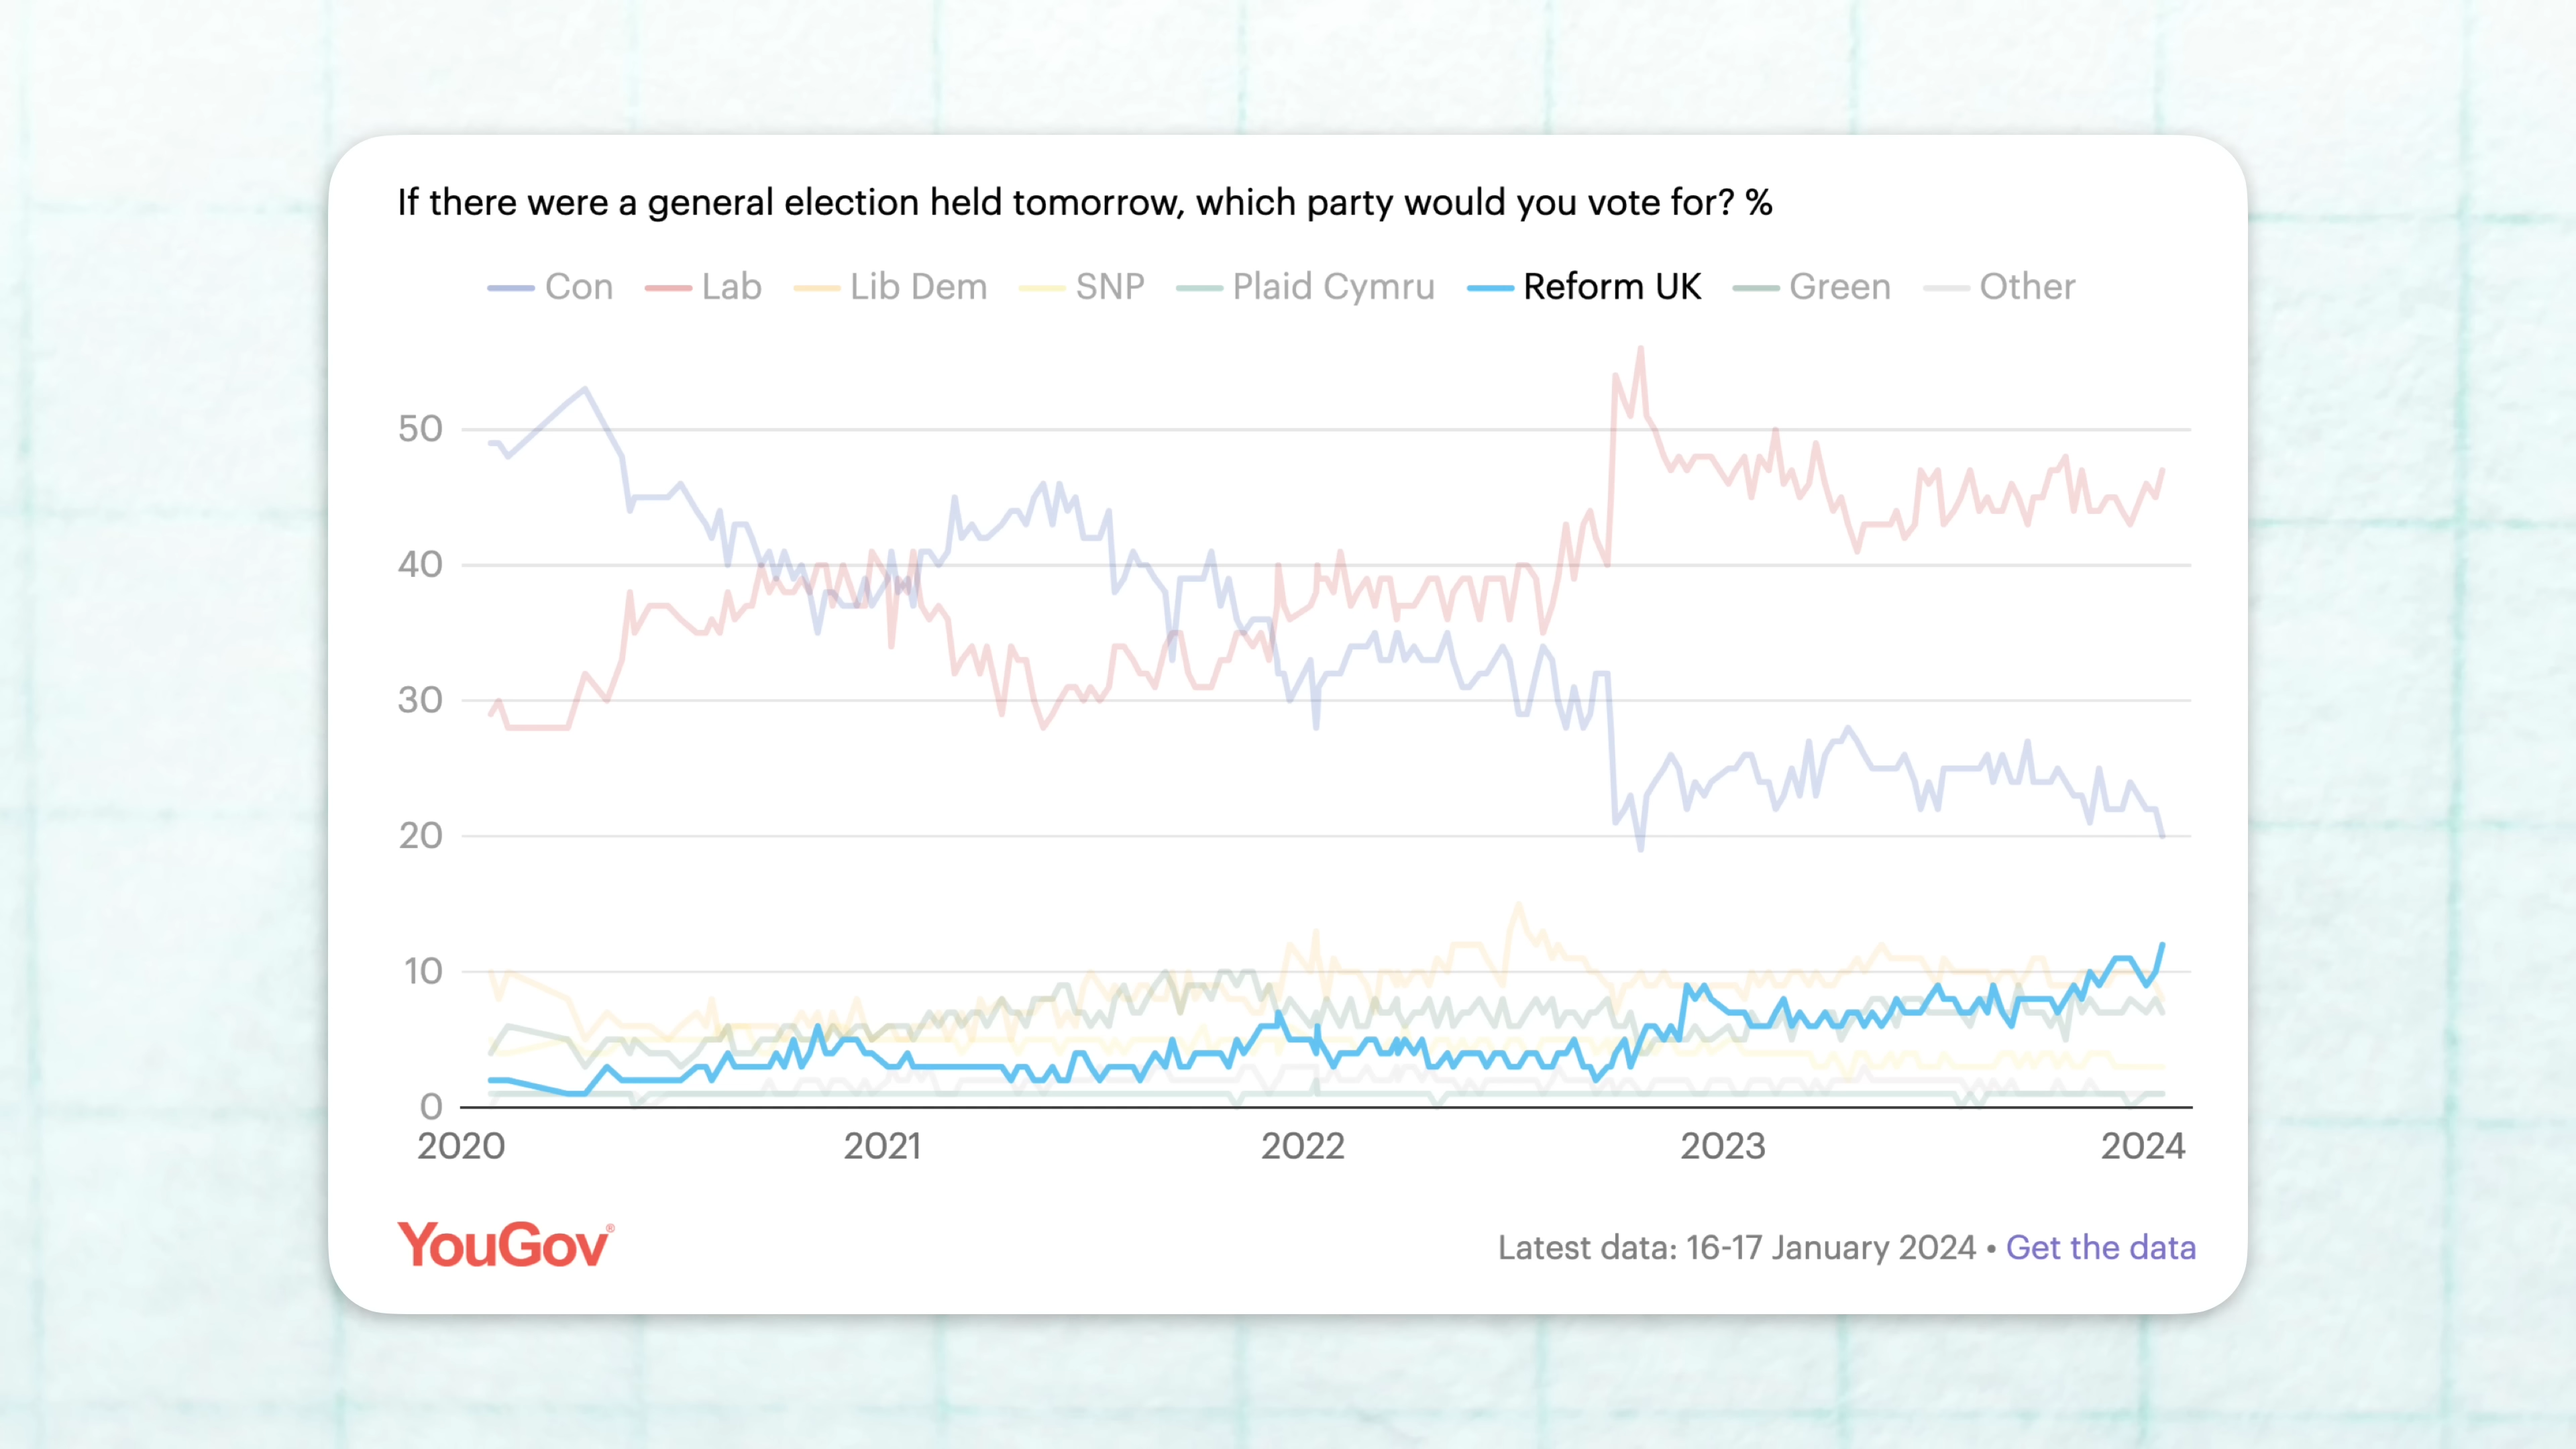 If there were a general election held tomorrow, which party would you vote for? %
Con Lab Lib Dem SNP Plaid Cymru Reform UK Green Other
50
40
30
20
10
0
2020 2021 2022 2023 2024
YouGov®
Latest data: 16-17 January 2024 • Get the data